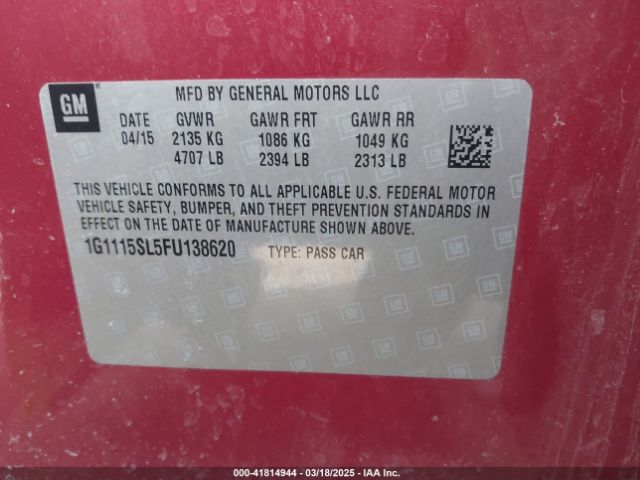 GM
MFD BY GENERAL MOTORS LLC
DATE GVWR GAWR FRT GAWR RR
04/15 2135 KG 1086 KG 1049 KG
4707 LB 2394 LB 2313 LB
THIS VEHICLE CONFORMS TO ALL APPLICABLE U.S. FEDERAL MOTOR
VEHICLE SAFETY, BUMPER, AND THEFT PREVENTION STANDARDS IN
EFFECT ON THE DATE OF MANUFACTURE SHOWN ABOVE.
1G1115SL5FU138620 TYPE: PASS CAR
000-41814944 - 03/18/2025 - IAA Inc.